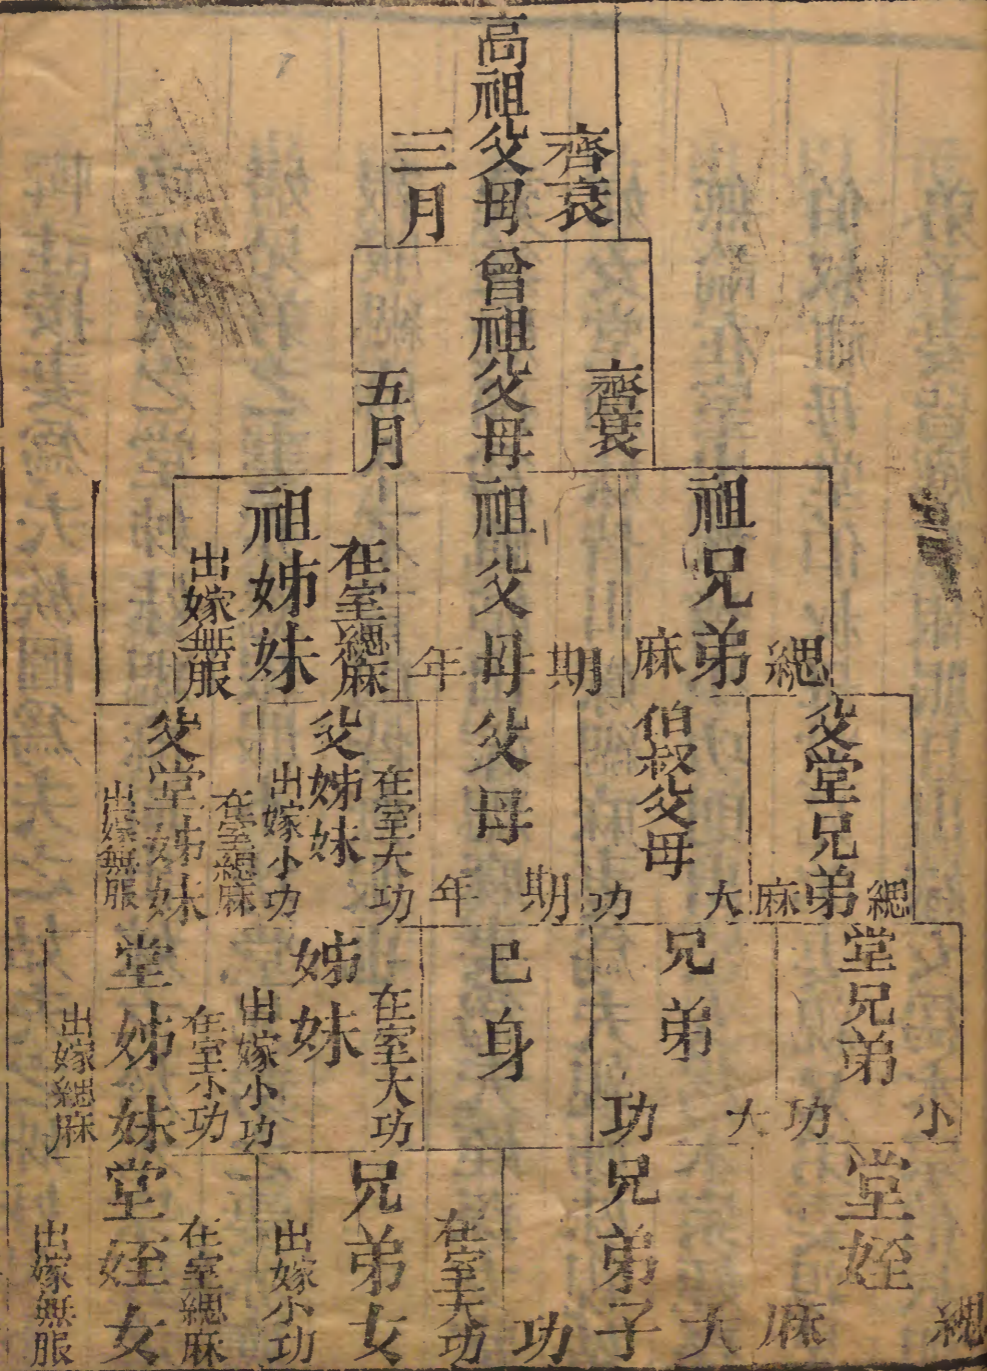 高祖父母
齊衰
三月
曾祖父母
齊衰
五月
祖兄弟
緦麻
祖父母
期年
祖姊妹
在室緦麻
出嫁無服
父堂兄弟
緦麻
伯叔父母
大功
父母
期年
父姊妹
在室大功
出嫁小功
父堂姊妹
在室緦麻
出嫁無服
堂兄弟
小功
兄弟
大功
已身
姊妹
在室大功
出嫁小功
堂姊妹
在室小功
出嫁緦麻
堂姪
緦麻
兄弟子
大功
兄弟女
在室大功
出嫁小功
堂姪女
在室緦麻
出嫁無服